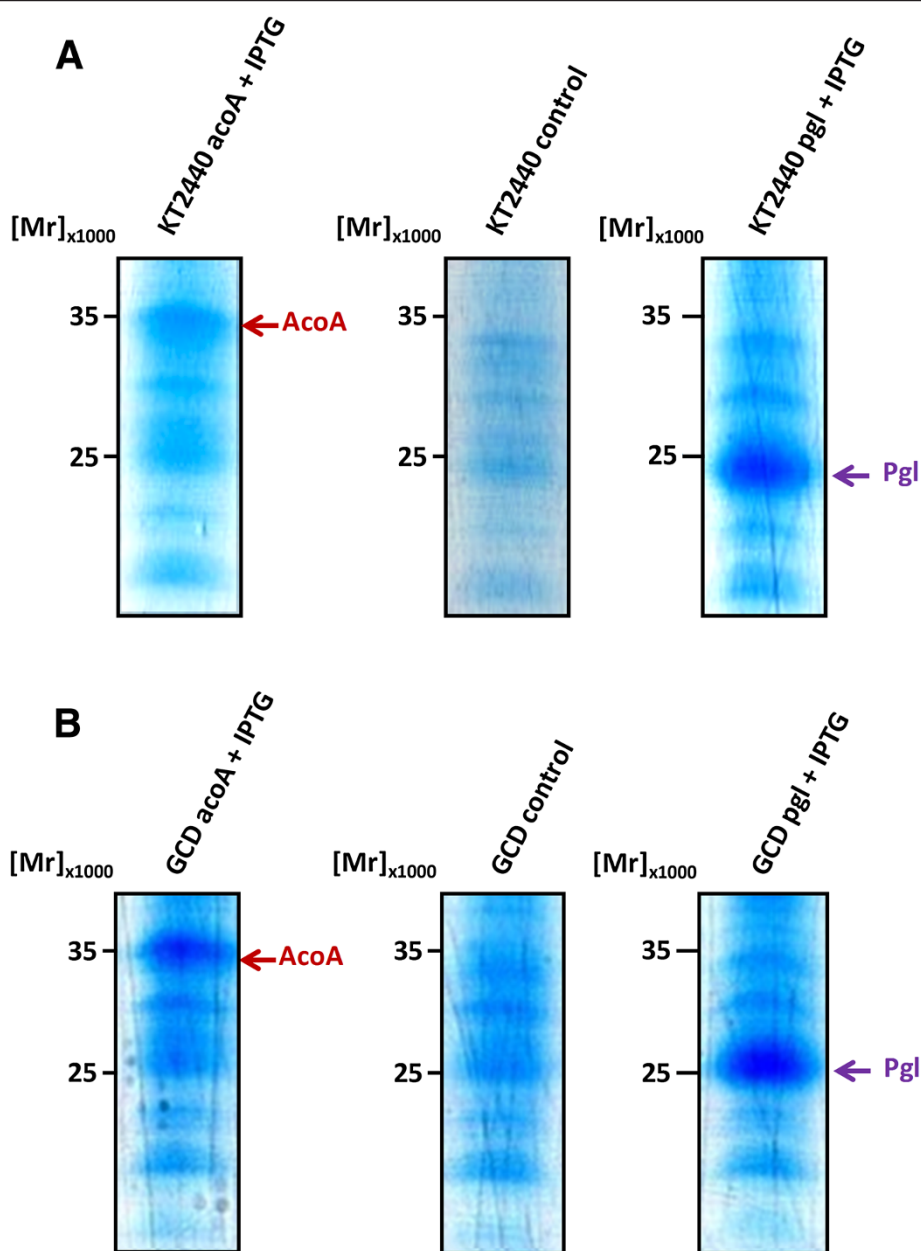 A
KT2440 acoA + IPTG
KT2440 control
KT2440 pgl + IPTG
[Mr]x1000
[Mr]x1000
[Mr]x1000
35
AcoA
35
35
25
25
25
Pgl
B
GCD acoA + IPTG
GCD control
GCD pgl + IPTG
[Mr]x1000
[Mr]x1000
[Mr]x1000
35
AcoA
35
35
25
25
25
Pgl